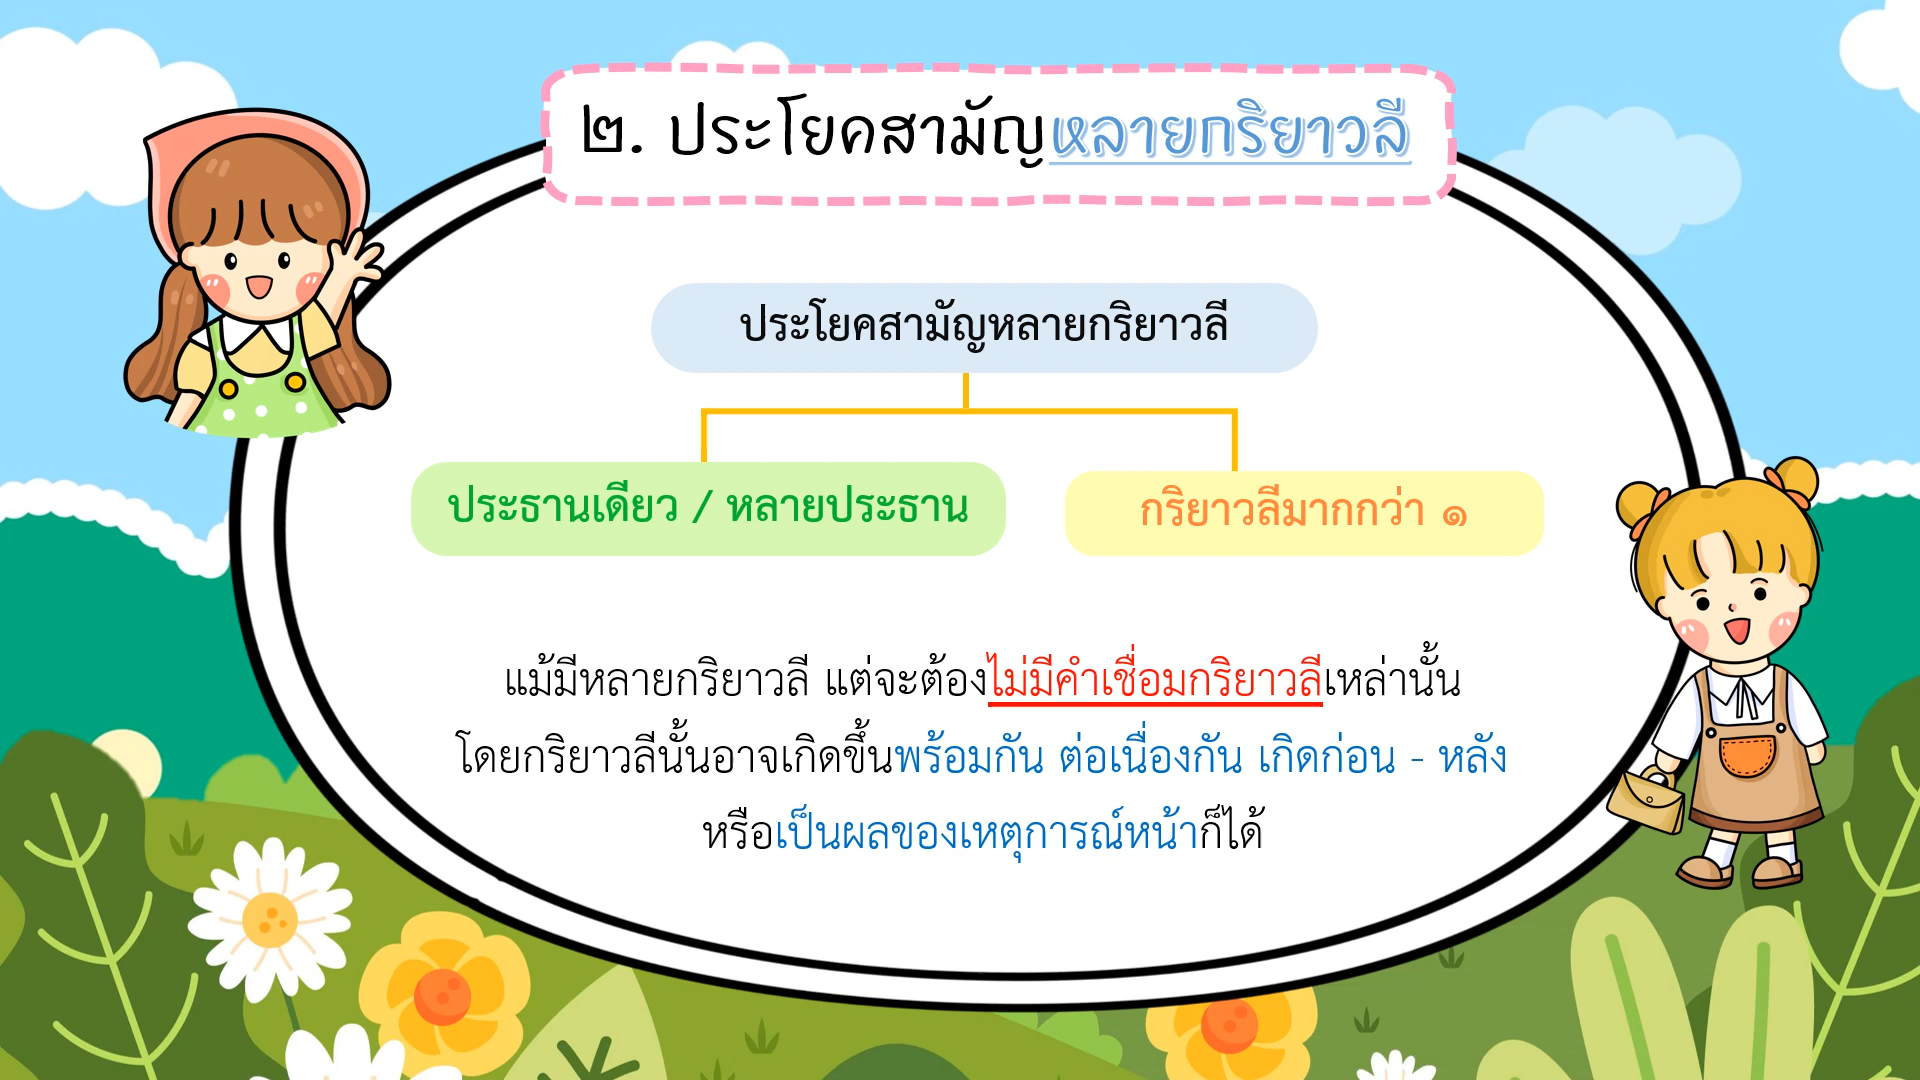 ๒. ประโยคสามัญหลายกริยาวลี
ประโยคสามัญหลายกริยาวลี
ประธานเดียว / หลายประธาน
กริยาวลีมากกว่า ๑
แม้มีหลายกริยาวลี แต่จะต้องไม่มีคำเชื่อมกริยาวลีเหล่านั้น
โดยกริยาวลีนั้นอาจเกิดขึ้นพร้อมกัน ต่อเนื่องกัน เกิดก่อน - หลัง
หรือเป็นผลของเหตุการณ์หน้าก็ได้